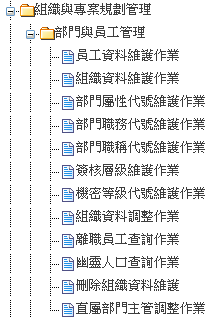 組織與專案規劃管理
部門與員工管理
員工資料維護作業
組織資料維護作業
部門屬性代號維護作業
部門職務代號維護作業
部門職稱代號維護作業
簽核層級維護作業
機密等級代號維護作業
組織資料調整作業
離職員工查詢作業
幽靈人口查詢作業
刪除組織資料維護
直屬部門主管調整作業